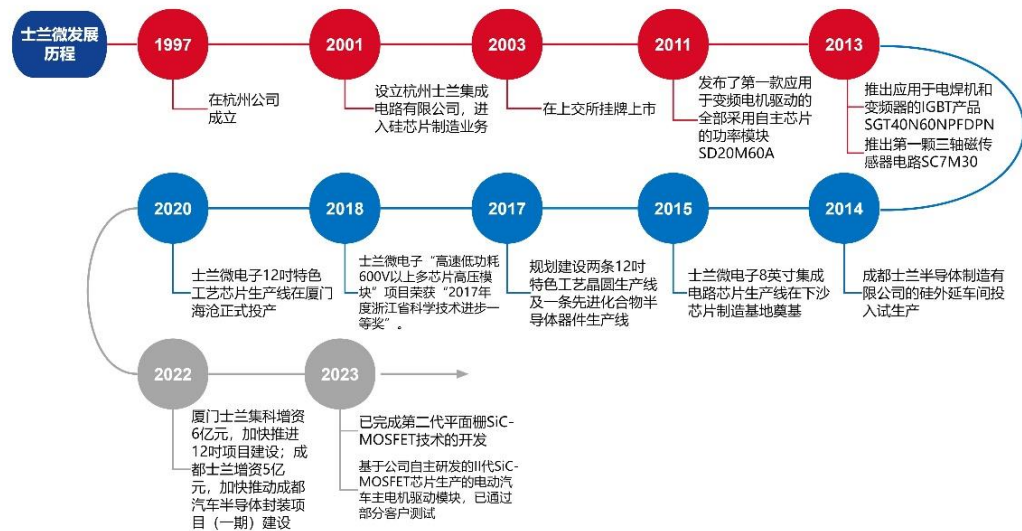 士兰微发展
历程
1997
在杭州公司
成立
2001
设立杭州士兰集成
电路有限公司，进
入硅芯片制造业务
2003
在上交所挂牌上市
2011
发布了第一款应用
于变频电机驱动的
全部采用自主芯片
的功率模块
SD20M60A
2013
推出应用于电焊机和
变频器的IGBT产品
SGT40N60NPFDPN
推出第一颗三轴磁传
感器电路SC7M30
2014
成都士兰半导体制造有
限公司的硅外延车间投
入试生产
2015
士兰微电子8英寸集成
电路芯片生产线在下沙
芯片制造基地奠基
2017
规划建设两条12吋
特色工艺晶圆生产线
及一条先进化合物半
导体器件生产线
2018
士兰微电子“高速低功耗
600V以上多芯片高压模
块”项目荣获“2017年
度浙江省科学技术进步一
等奖”。
2020
士兰微电子12吋特色
工艺芯片生产线在厦门
海沧正式投产
2022
厦门士兰集科增资
6亿元，加快推进
12吋项目建设；成
都士兰增资5亿
元，加快推动成都
汽车半导体封装项
目（一期）建设
2023
已完成第二代平面栅SiC-
MOSFET技术的开发
基于公司自主研发的II代SiC-
MOSFET芯片生产的电动汽
车主电机驱动模块，已通过
部分客户测试